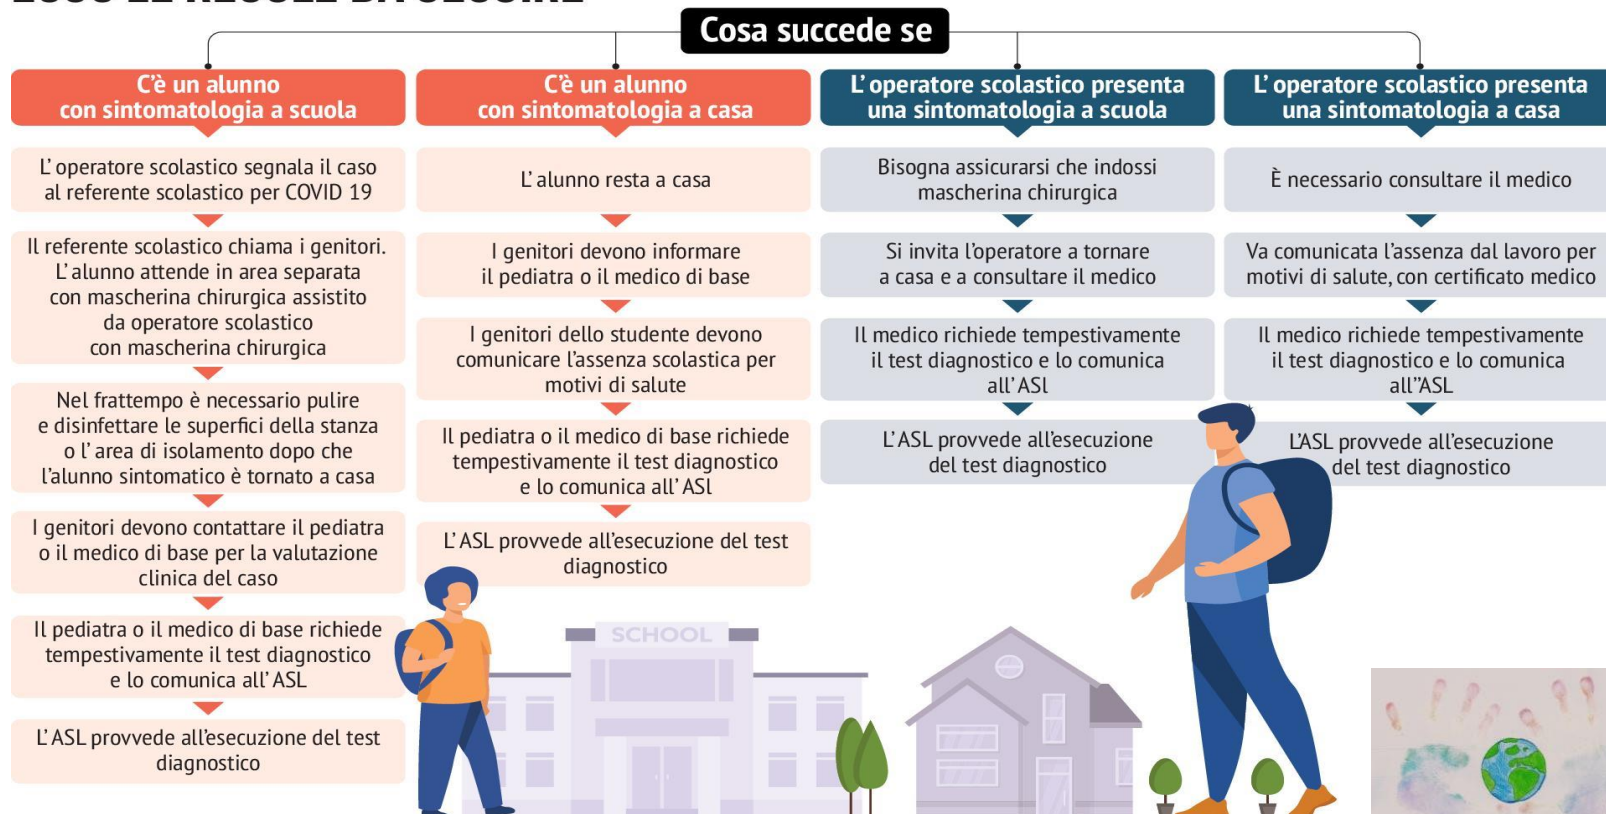 Cosa succede se
C'è un alunno
con sintomatologia a scuola
L'operatore scolastico segnala il caso
al referente scolastico per COVID 19
Il referente scolastico chiama i genitori.
L'alunno attende in area separata
con mascherina chirurgica assistito
da operatore scolastico
con mascherina chirurgica
Nel frattempo è necessario pulire
e disinfettare le superfici della stanza
o l'area di isolamento dopo che
l'alunno sintomatico è tornato a casa
I genitori devono contattare il pediatra
o il medico di base per la valutazione
clinica del caso
Il pediatra o il medico di base richiede
tempestivamente il test diagnostico
e lo comunica all'ASL
L'ASL provvede all'esecuzione del test
diagnostico
C'è un alunno
con sintomatologia a casa
L'alunno resta a casa
I genitori devono informare
il pediatra o il medico di base
I genitori dello studente devono
comunicare l'assenza scolastica per
motivi di salute
Il pediatra o il medico di base richiede
tempestivamente il test diagnostico
e lo comunica all'ASl
L'ASL provvede all'esecuzione del test
diagnostico
L'operatore scolastico presenta
una sintomatologia a scuola
Bisogna assicurarsi che indossi
mascherina chirurgica
Si invita l'operatore a tornare
a casa e a consultare il medico
Il medico richiede tempestivamente
il test diagnostico e lo comunica
all'ASl
L'ASL provvede all'esecuzione
del test diagnostico
L'operatore scolastico presenta
una sintomatologia a casa
È necessario consultare il medico
Va comunicata l'assenza dal lavoro per
motivi di salute, con certificato medico
Il medico richiede tempestivamente
il test diagnostico e lo comunica
all''ASL
L'ASL provvede all'esecuzione
del test diagnostico
SCHOOL